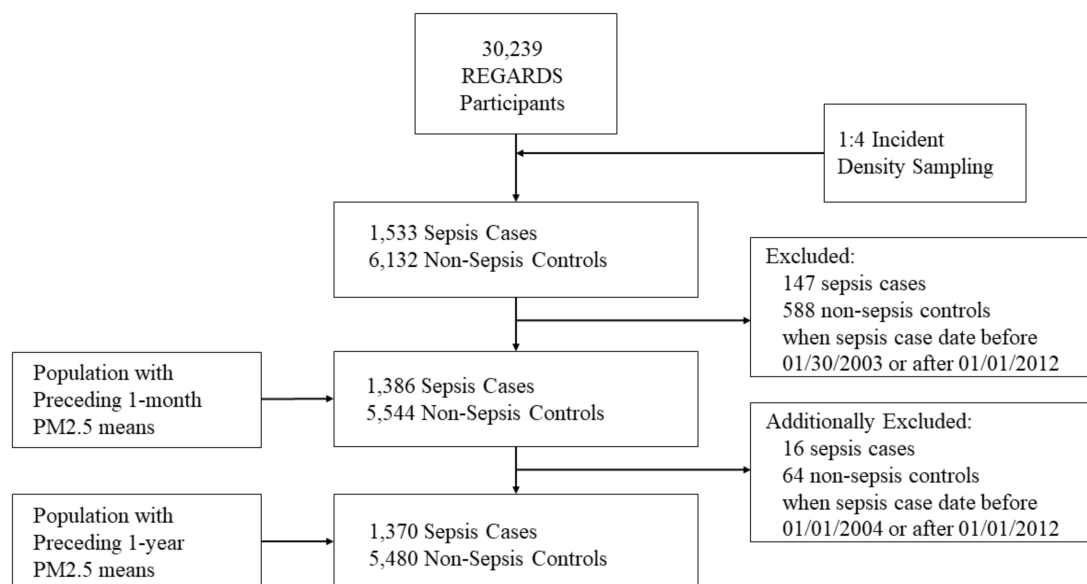 30,239
REGARDS
Participants
1:4 Incident
Density Sampling
1,533 Sepsis Cases
6,132 Non-Sepsis Controls
Excluded:
147 sepsis cases
588 non-sepsis controls
when sepsis case date before
01/30/2003 or after 01/01/2012
Population with
Preceding 1-month
PM2.5 means
1,386 Sepsis Cases
5,544 Non-Sepsis Controls
Additionally Excluded:
16 sepsis cases
64 non-sepsis controls
when sepsis case date before
01/01/2004 or after 01/01/2012
Population with
Preceding 1-year
PM2.5 means
1,370 Sepsis Cases
5,480 Non-Sepsis Controls